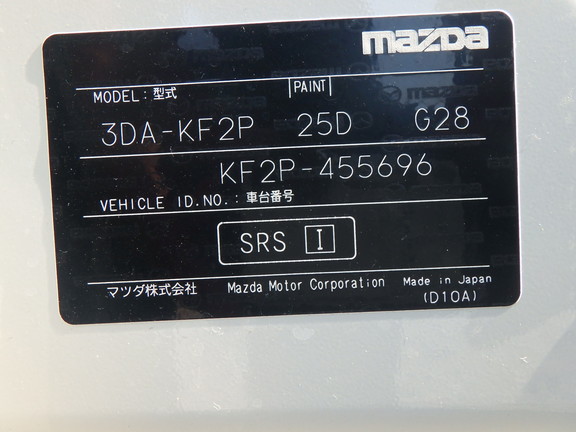 mazda
MODEL: 型式 PAINT
3DA-KF2P 25D G28
KF2P-455696
VEHICLE ID.NO.: 車台番号
SRS I
マツダ株式会社 Mazda Motor Corporation Made in Japan
(D10A)